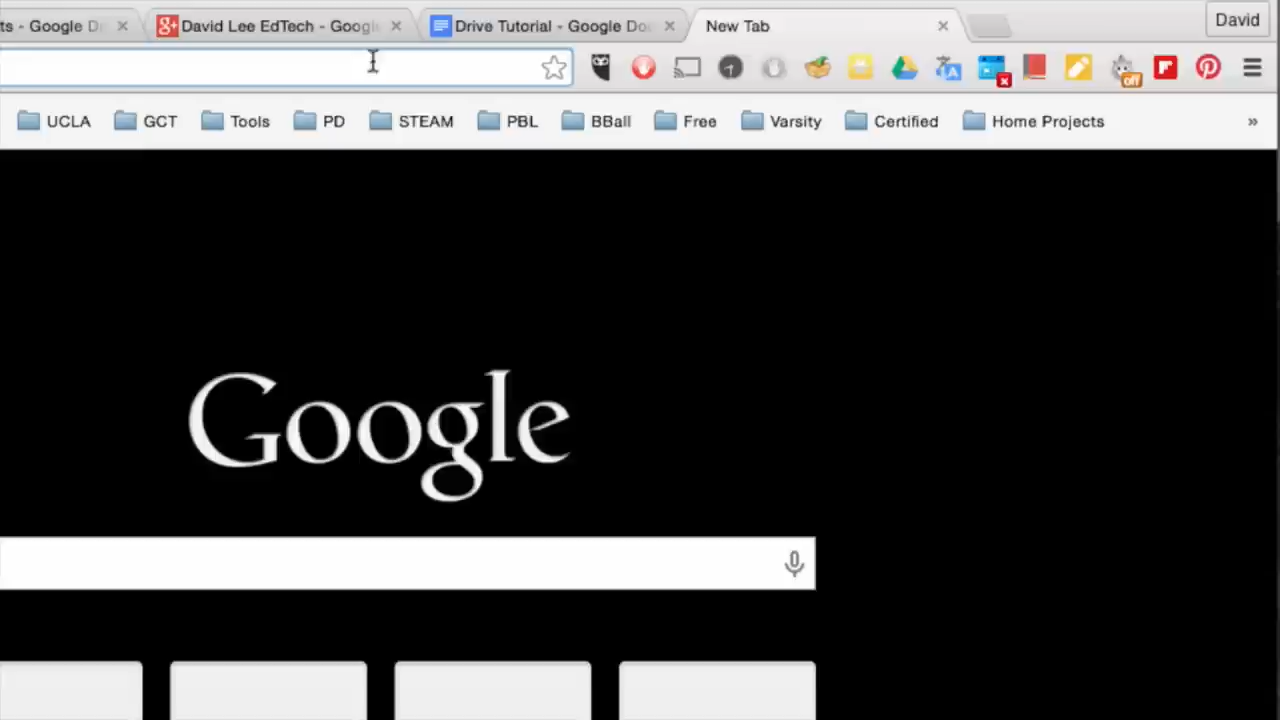 ts - Google D David Lee EdTech - Googl Drive Tutorial - Google Do New Tab David
UCLA GCT Tools PD STEAM PBL BBall Free Varsity Certified Home Projects »
off
Google